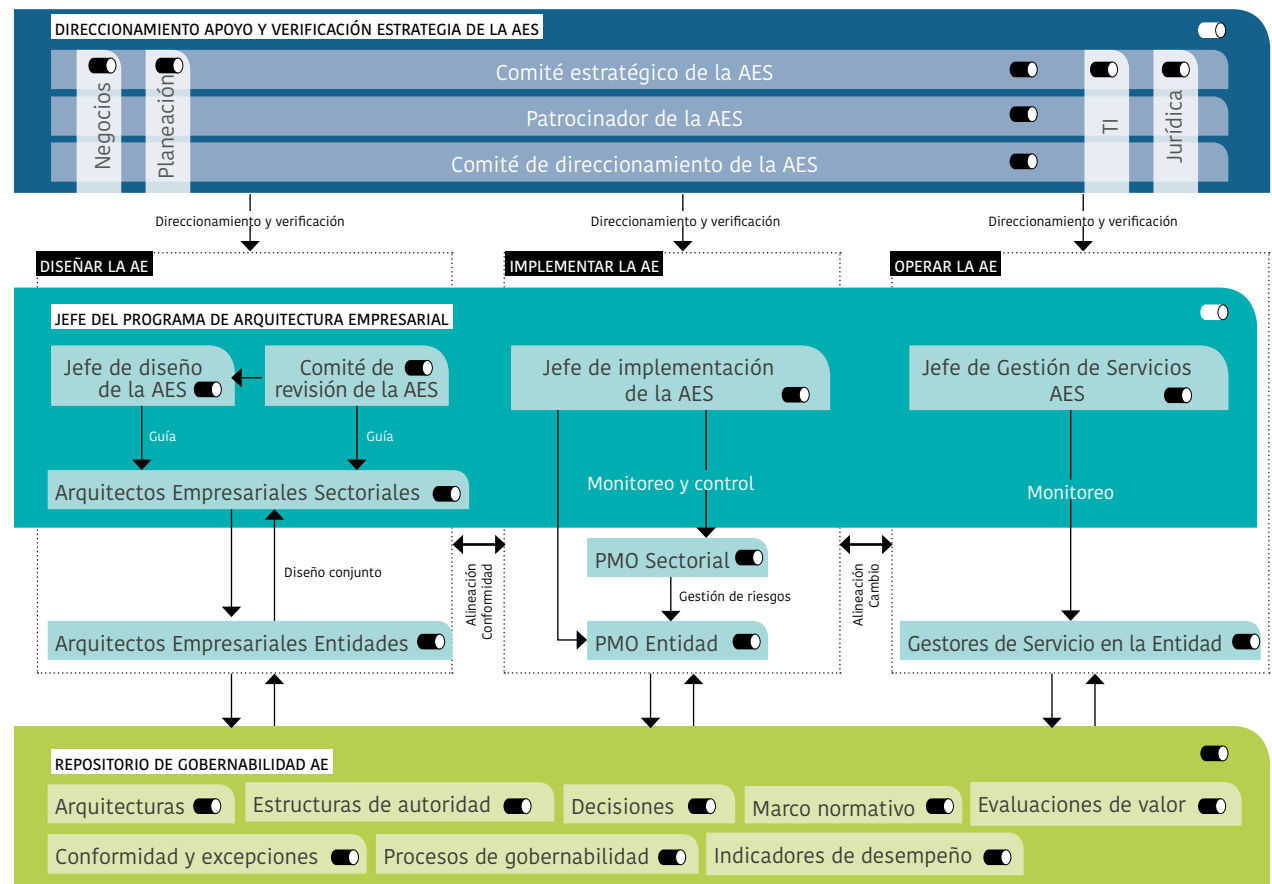 DIRECCIONAMIENTO APOYO Y VERIFICACIÓN ESTRATEGIA DE LA AES
Negocios
Planeación
Comité estratégico de la AES
Patrocinador de la AES
Comité de direccionamiento de la AES
TI
Jurídica
Direccionamiento y verificación
Direccionamiento y verificación
Direccionamiento y verificación
DISEÑAR LA AE
IMPLEMENTAR LA AE
OPERAR LA AE
JEFE DEL PROGRAMA DE ARQUITECTURA EMPRESARIAL
Jefe de diseño
de la AES
Comité de
revisión de la AES
Jefe de implementación
de la AES
Jefe de Gestión de Servicios
AES
Guía
Guía
Arquitectos Empresariales Sectoriales
Monitoreo y control
Monitoreo
Diseño conjunto
Alineación
Conformidad
PMO Sectorial
Gestión de riesgos
Alineación
Cambio
Arquitectos Empresariales Entidades
PMO Entidad
Gestores de Servicio en la Entidad
REPOSITORIO DE GOBERNABILIDAD AE
Arquitecturas
Estructuras de autoridad
Decisiones
Marco normativo
Evaluaciones de valor
Conformidad y excepciones
Procesos de gobernabilidad
Indicadores de desempeño